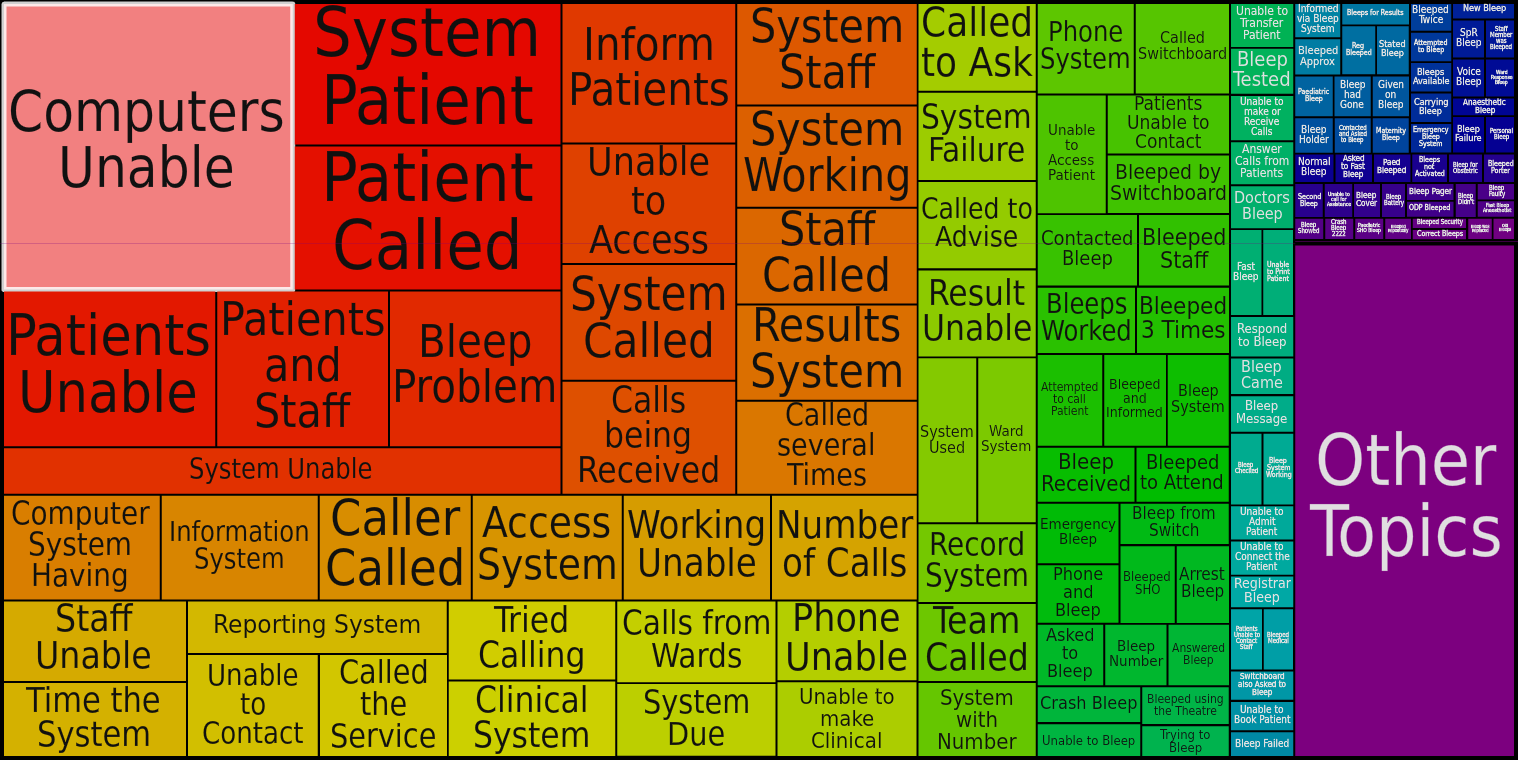 Computers
Unable
System
Patient
Patient
Called
Patients
Unable
Patients
and
Staff
Bleep
Problem
System Unable
Inform
Patients
Unable
to
Access
System
Called
Calls
being
Received
System
Staff
System
Working
Staff
Called
Results
System
Called
several
Times
Computer
System
Having
Information
System
Caller
Called
Access
System
Working
Unable
Number
of Calls
Staff
Unable
Time the
System
Reporting System
Unable
to
Contact
Called
the
Service
Tried
Calling
Clinical
System
Calls from
Wards
System
Due
Phone
Unable
Unable to
make
Clinical
Called
to Ask
System
Failure
Called to
Advise
Result
Unable
System
Used
Ward
System
Record
System
Team
Called
System
with
Number
Phone
System
Called
Switchboard
Unable
to
Access
Patient
Patients
Unable to
Contact
Bleeped by
Switchboard
Contacted
Bleep
Bleeped
Staff
Bleeps
Worked
Bleeped
3 Times
Attempted
to call
Patient
Bleeped
and
Informed
Bleep
System
Bleep
Received
Bleeped
to Attend
Emergency
Bleep
Phone
and
Bleep
Bleep from
Switch
Bleeped
SHO
Arrest
Bleep
Asked
to
Bleep
Bleep
Number
Answered
Bleep
Crash Bleep
Unable to Bleep
Bleeped using
the Theatre
Trying to
Bleep
Unable to
Transfer
Patient
Bleep
Tested
Unable to
make or
Receive
Calls
Answer
Calls from
Patients
Doctors
Bleep
Fast
Bleep
Unable
to Print
Patient
Respond
to Bleep
Bleep
Came
Bleep
Message
Bleep
Checked
Bleep
System
Working
Unable to
Admit
Patient
Unable to
Connect the
Patient
Registrar
Bleep
Patients
Unable to
Contact
Staff
Bleeped
Medical
Switchboard
also Asked to
Bleep
Unable to
Book Patient
Bleep Failed
Informed
via Bleep
System
Bleeped
Approx
Bleeps for Results
Reg
Bleeped
Stated
Bleep
Bleeped
Twice
Attempted
to Bleep
New Bleep
SpR
Bleep
Staff
Member
was
Bleeped
Paediatric
Bleep
Bleep
had
Gone
Given
on
Bleep
Bleeps
Available
Carrying
Bleep
Voice
Bleep
Ward
Response
Bleep
Anaesthetic
Bleep
Bleep
Holder
Contacted
and Asked
to Bleep
Maternity
Bleep
Emergency
Bleep
System
Bleep
Failure
Personal
Bleep
Normal
Bleep
Asked
to Fast
Bleep
Paed
Bleeped
Bleeps
not
Activated
Bleep for
Obstetric
Bleeped
Porter
Second
Bleep
Unable to
call for
Assistance
Bleep
Cover
Bleep
Battery
Bleep Pager
ODP Bleeped
Bleep
Didn't
Bleep
Faulty
Fast Bleep
Anaesthetist
Bleep
Showed
Crash
Bleep
2222
Paediatric
SHO Bleep
Bleeped Security
Correct Bleeps
Other
Topics